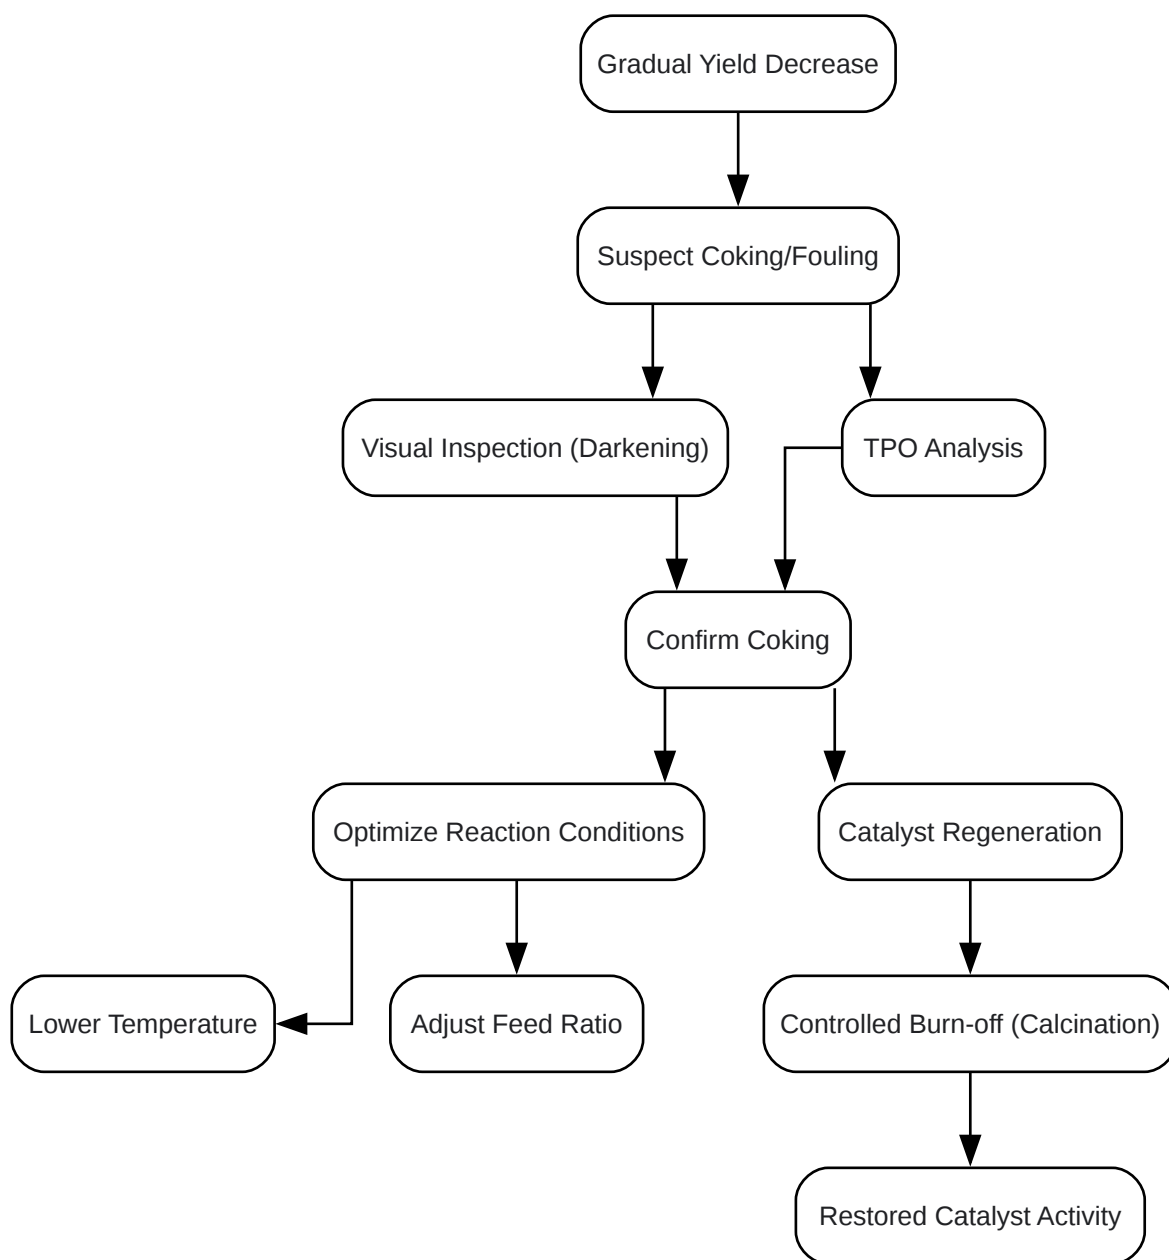 Gradual Yield Decrease
Suspect Coking/Fouling
Visual Inspection (Darkening)
TPO Analysis
Confirm Coking
Optimize Reaction Conditions
Catalyst Regeneration
Lower Temperature
Adjust Feed Ratio
Controlled Burn-off (Calcination)
Restored Catalyst Activity